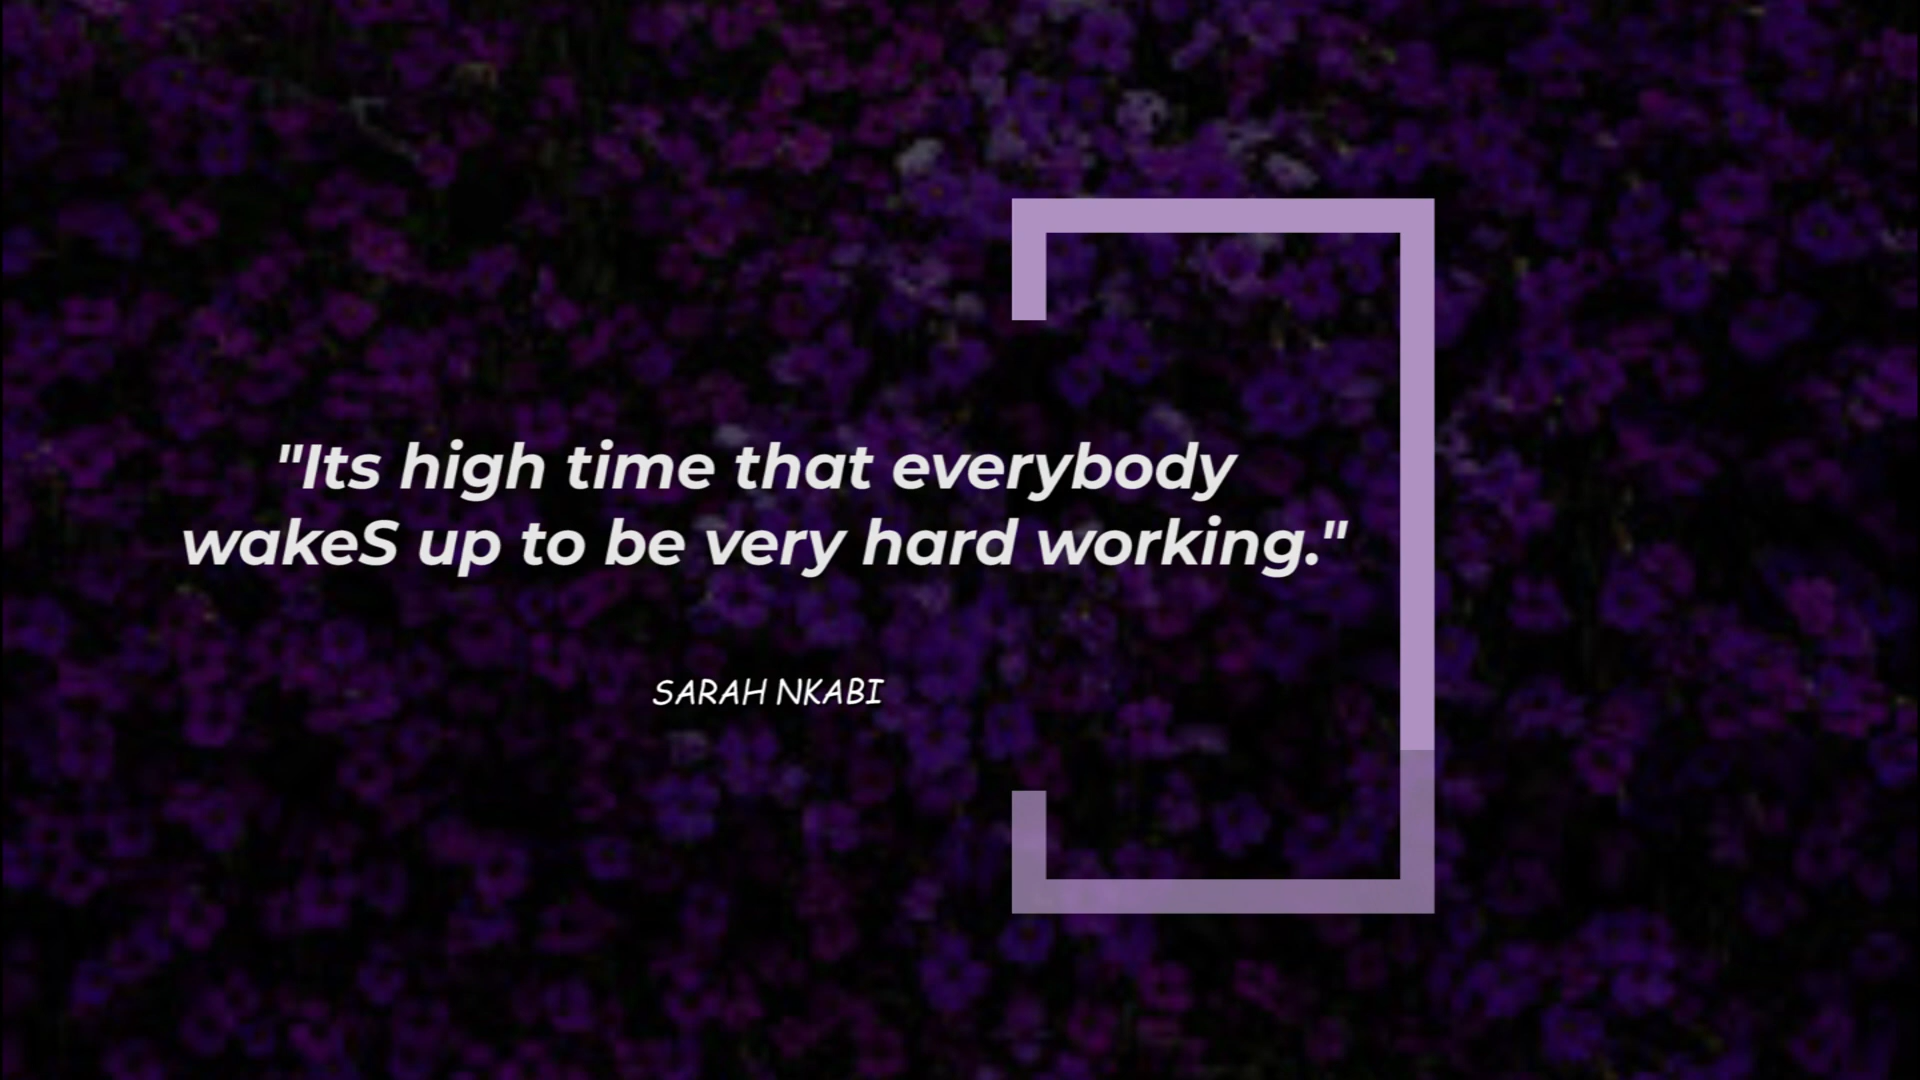 "Its high time that everybody
wakeS up to be very hard working."
SARAH NKABI